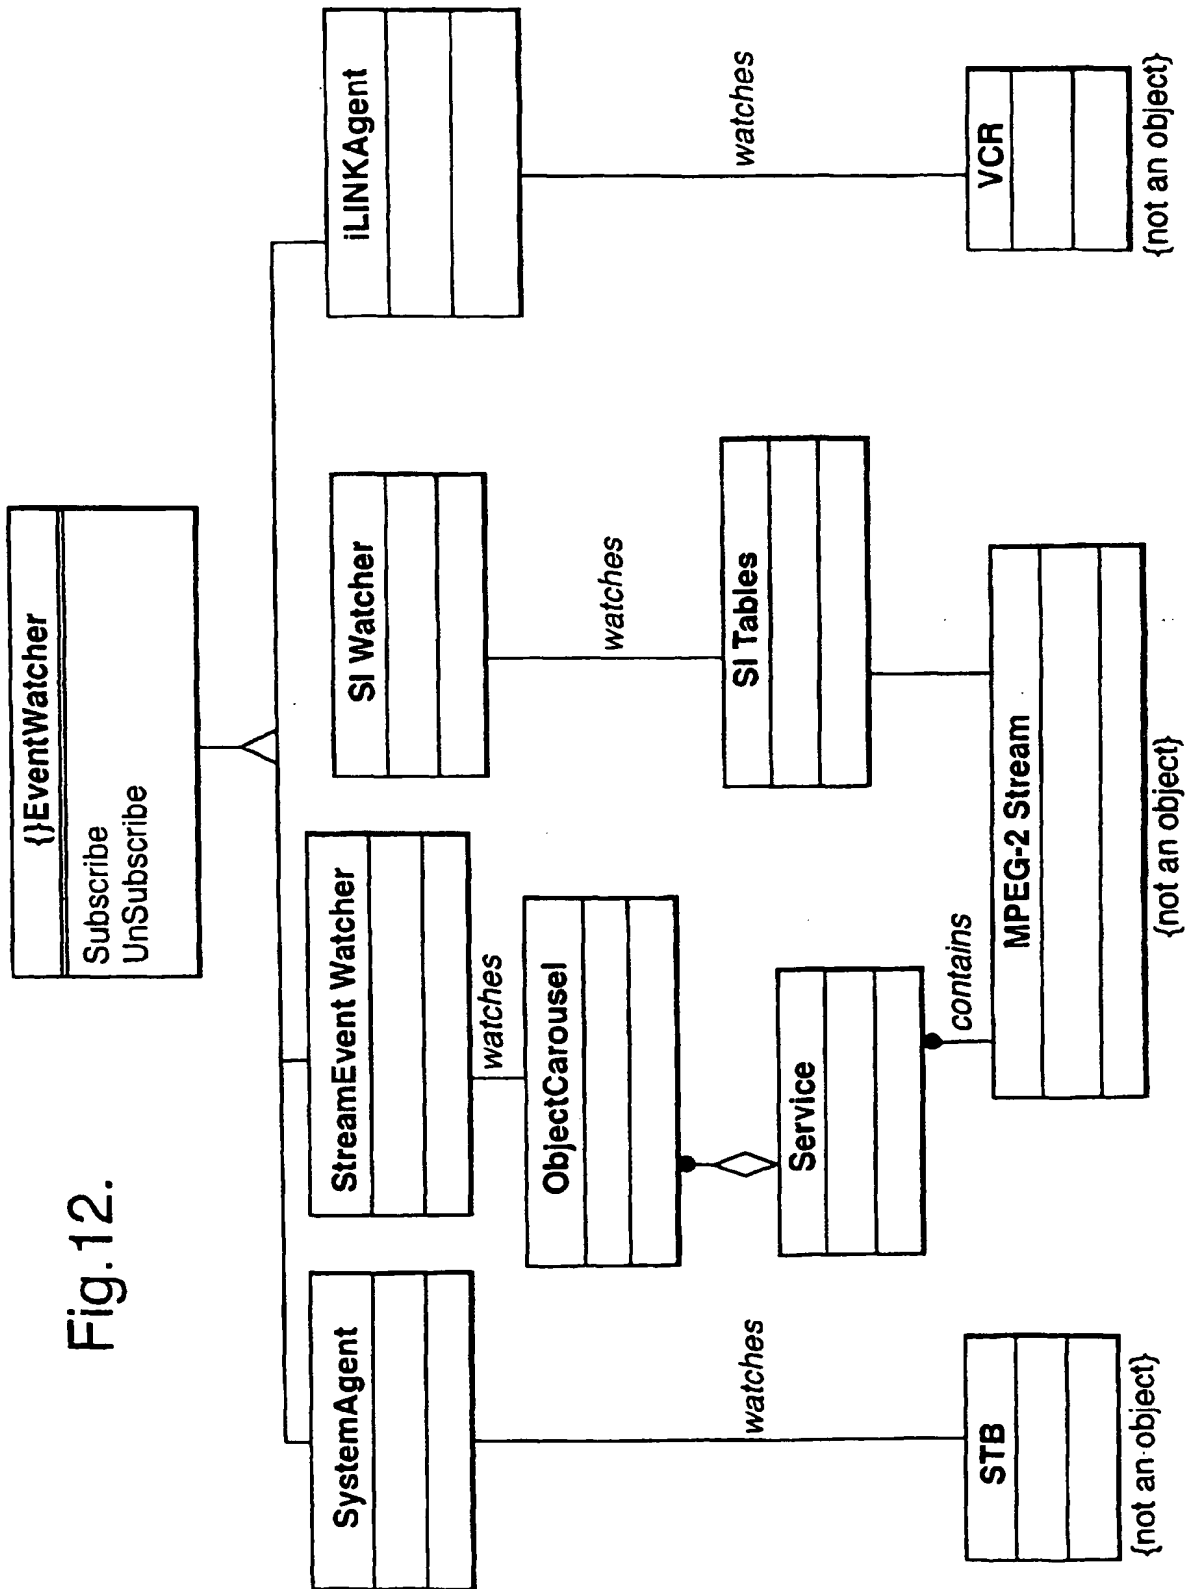 Fig.12.
{}EventWatcher
Subscribe
UnSubscribe
SystemAgent
StreamEvent Watcher
SI Watcher
iLINKAgent
watches
ObjectCarousel
watches
SI Tables
Service
watches
watches
contains
STB
{not an object}
MPEG-2 Stream
{not an object}
VCR
{not an object}